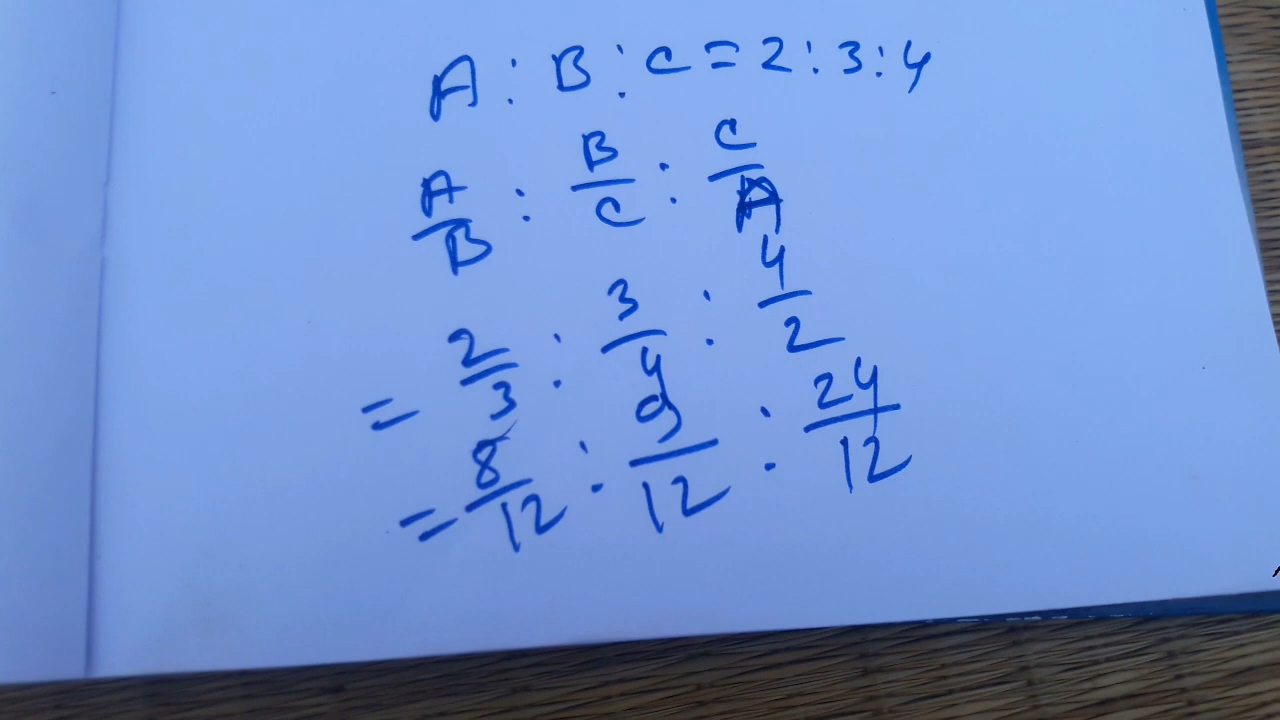 A : B : C = 2 : 3 : 4
A/B : B/C : C/A
= 2/3 : 3/4 : 4/2
= 8/12 : 9/12 : 24/12